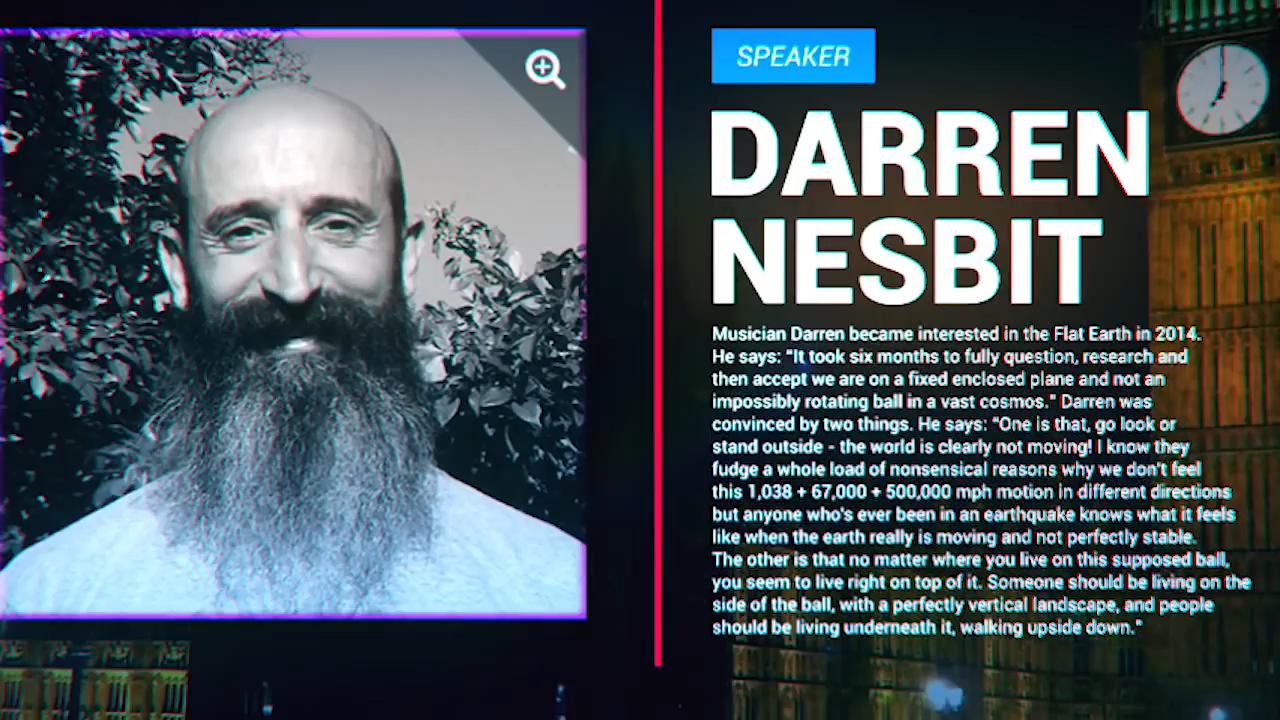 SPEAKER
DARREN
NESBIT
Musician Darren became interested in the Flat Earth in 2014.
He says: "It took six months to fully question, research and
then accept we are on a fixed enclosed plane and not an
impossibly rotating ball in a vast cosmos." Darren was
convinced by two things. He says: "One is that, go look or
stand outside - the world is clearly not moving! I know they
fudge a whole load of nonsensical reasons why we don't feel
this 1,038 + 67,000 + 500,000 mph motion in different directions
but anyone who's ever been in an earthquake knows what it feels
like when the earth really is moving and not perfectly stable.
The other is that no matter where you live on this supposed ball,
you seem to live right on top of it. Someone should be living on the
side of the ball, with a perfectly vertical landscape, and people
should be living underneath it, walking upside down."